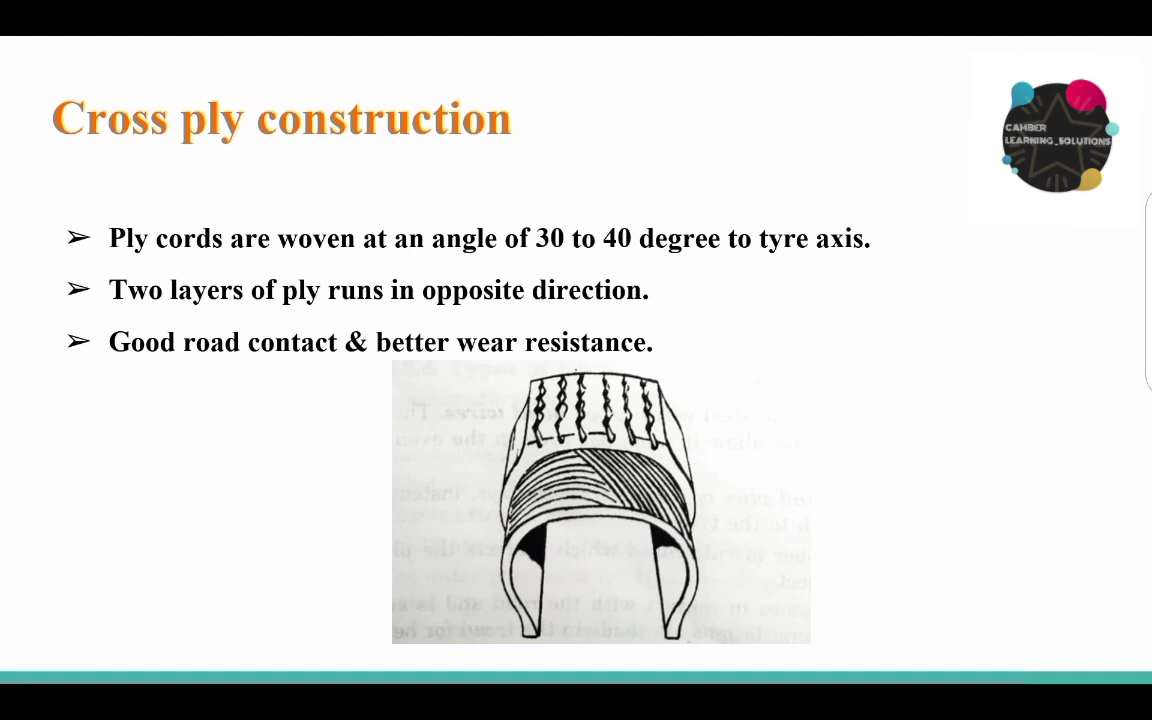 Cross ply construction
CAMBER
LEARNING_SOLUTIONS
➢ Ply cords are woven at an angle of 30 to 40 degree to tyre axis.
➢ Two layers of ply runs in opposite direction.
➢ Good road contact & better wear resistance.